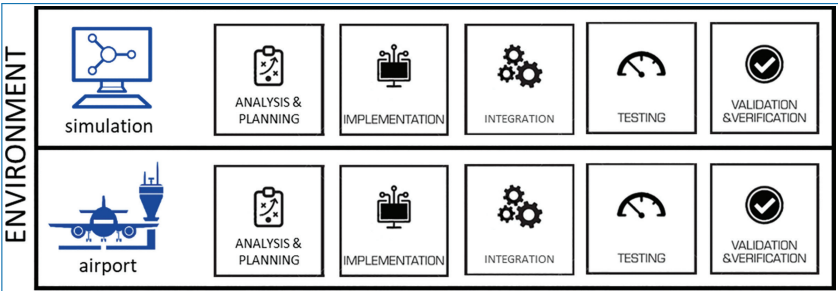 ENVIRONMENT
simulation
ANALYSIS &
PLANNING
IMPLEMENTATION
INTEGRATION
TESTING
VALIDATION
&VERIFICATION
airport
ANALYSIS &
PLANNING
IMPLEMENTATION
INTEGRATION
TESTING
VALIDATION
&VERIFICATION